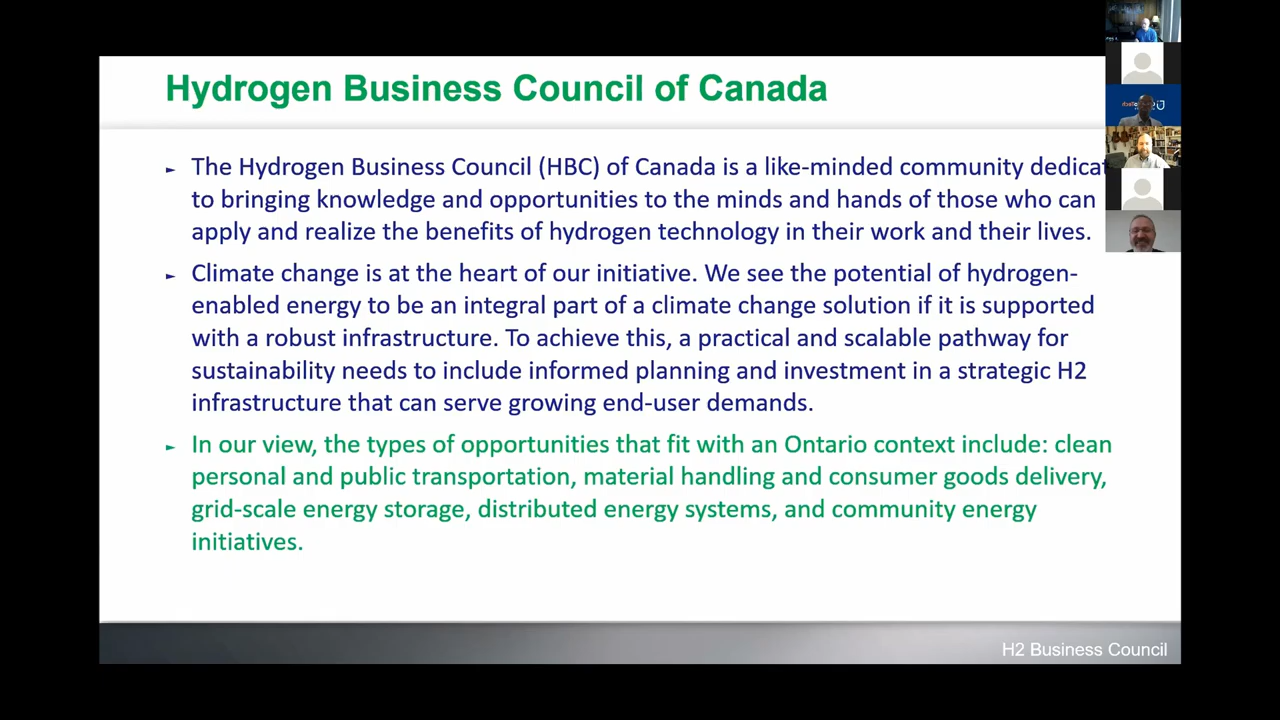 Hydrogen Business Council of Canada
► The Hydrogen Business Council (HBC) of Canada is a like-minded community dedicat
to bringing knowledge and opportunities to the minds and hands of those who can
apply and realize the benefits of hydrogen technology in their work and their lives.
► Climate change is at the heart of our initiative. We see the potential of hydrogen-
enabled energy to be an integral part of a climate change solution if it is supported
with a robust infrastructure. To achieve this, a practical and scalable pathway for
sustainability needs to include informed planning and investment in a strategic H2
infrastructure that can serve growing end-user demands.
► In our view, the types of opportunities that fit with an Ontario context include: clean
personal and public transportation, material handling and consumer goods delivery,
grid-scale energy storage, distributed energy systems, and community energy
initiatives.
H2 Business Council